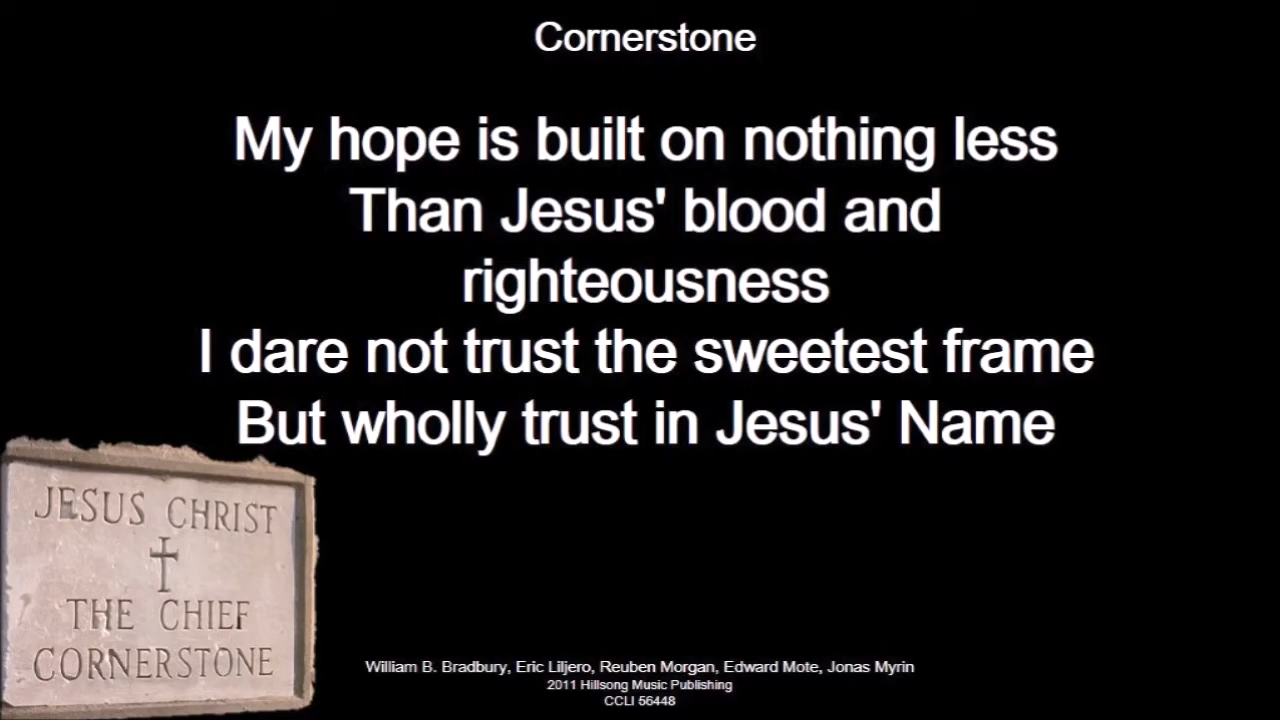 Cornerstone
My hope is built on nothing less
Than Jesus' blood and
righteousness
I dare not trust the sweetest frame
But wholly trust in Jesus' Name
JESUS CHRIST
THE CHIEF
CORNERSTONE
William B. Bradbury, Eric Liljero, Reuben Morgan, Edward Mote, Jonas Myrin
2011 Hillsong Music Publishing
CCLI 56448